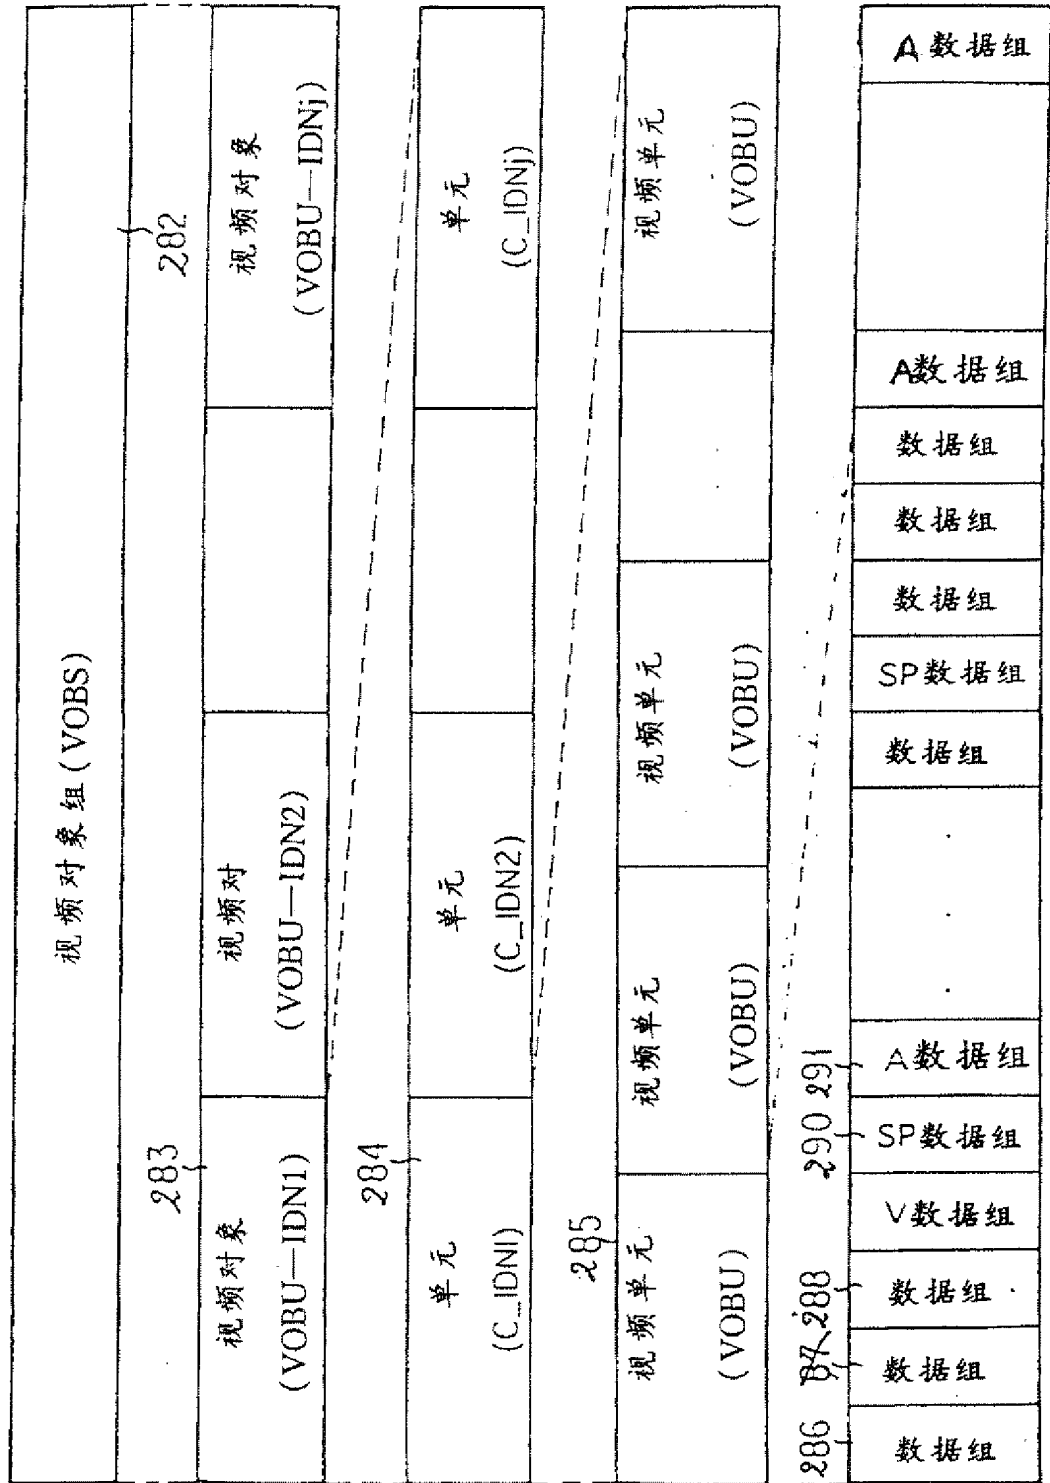 视频对象组(VOBS)
282
283
视频对象
(VOBU—IDN1)
视频对
(VOBU—IDN2)
视频对象
(VOBU—IDNj)
284
单元
(C_IDN1)
单元
(C_IDN2)
单元
(C_IDNj)
285
视频单元
(VOBU)
视频单元
(VOBU)
视频单元
(VOBU)
视频单元
(VOBU)
286
288
290
291
数据组
数据组
数据组
V数据组
SP数据组
A数据组
数据组
SP数据组
数据组
数据组
数据组
A数据组
A数据组